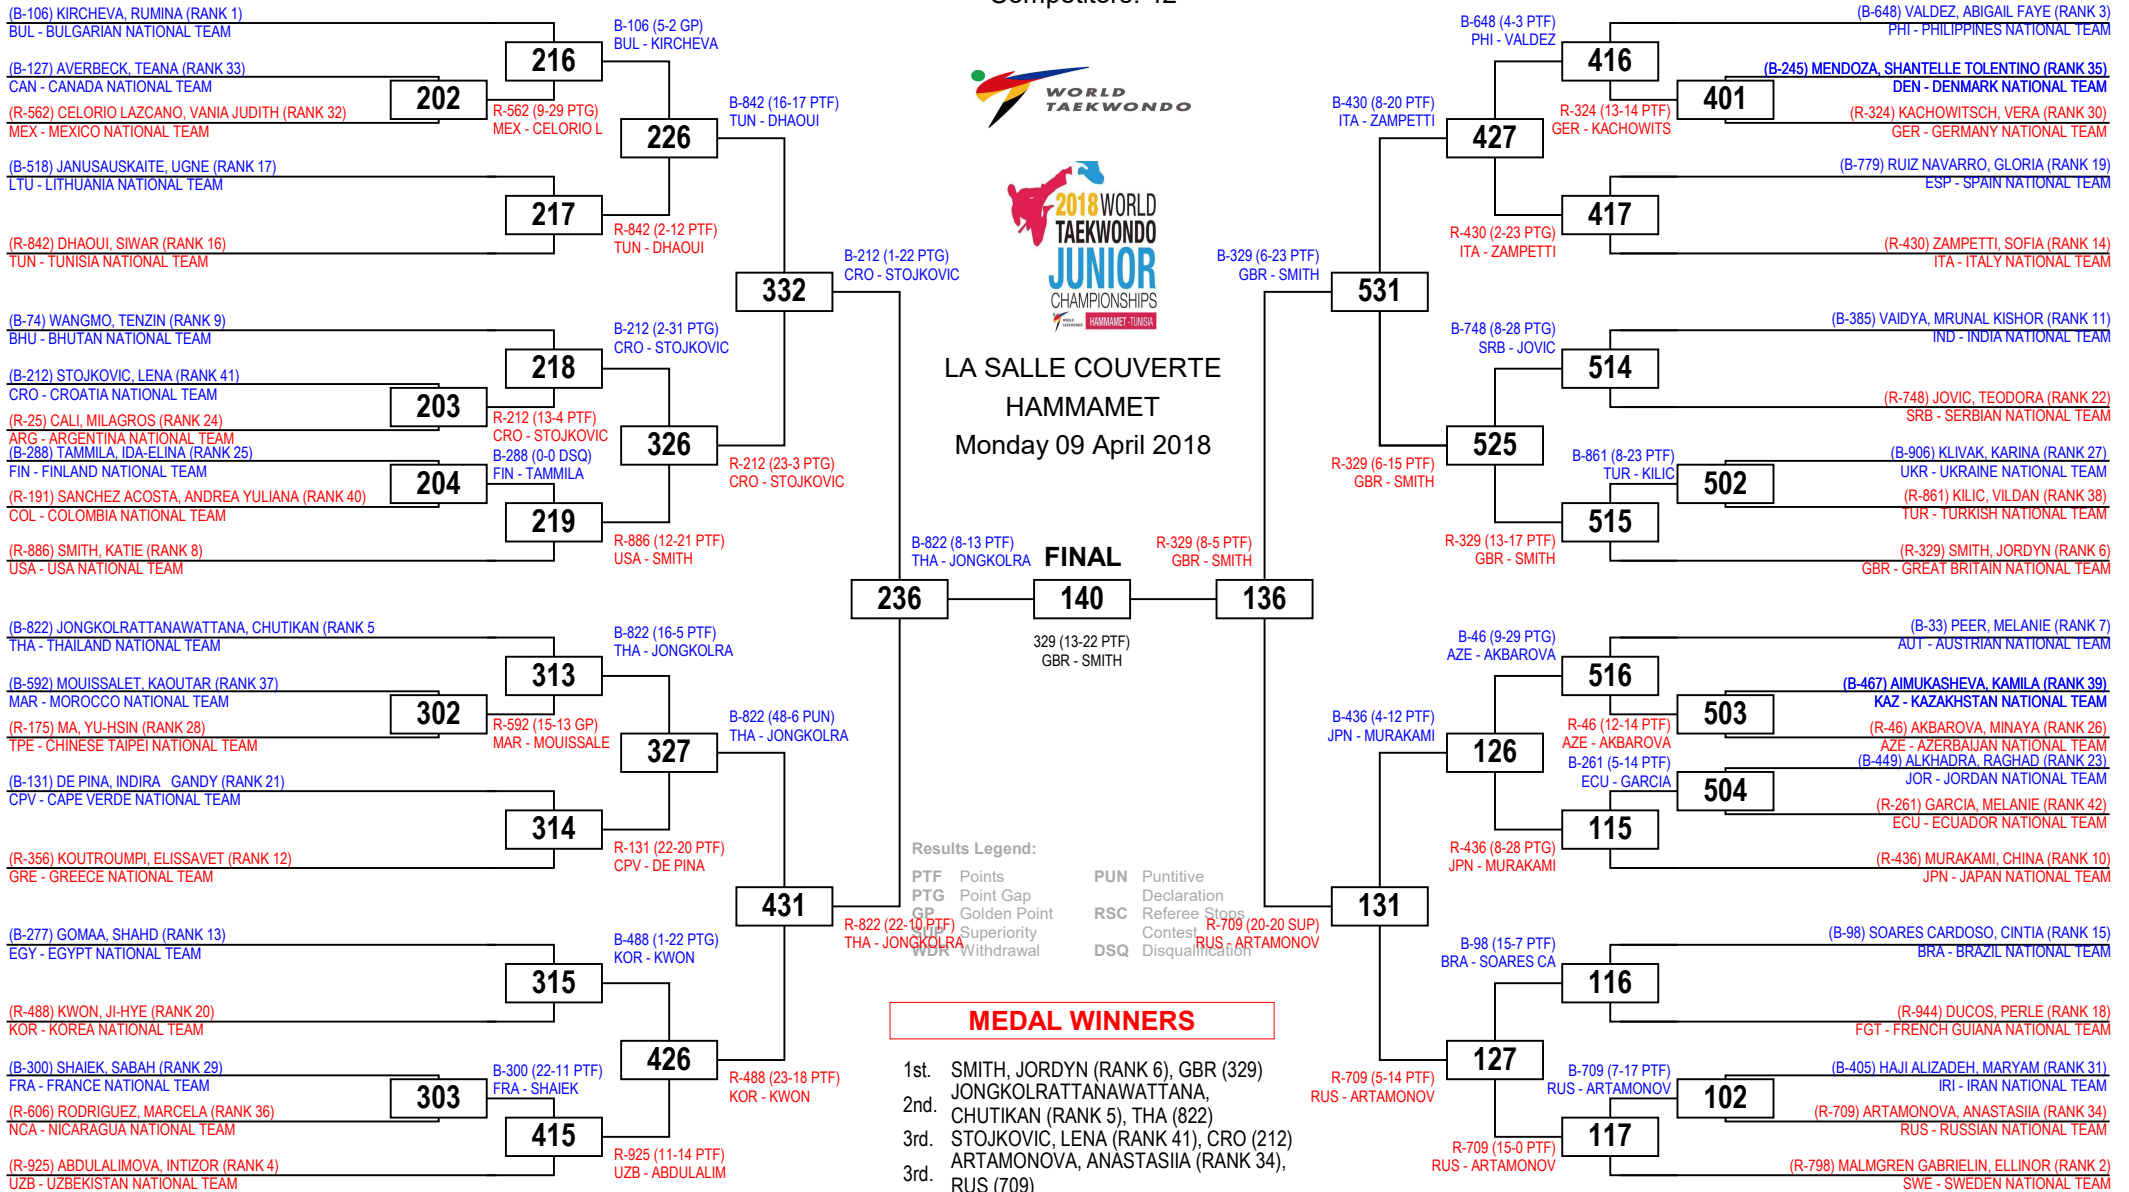 Competitors: 42
(B-106) KIRCHEVA, RUMINA (RANK 1)
BUL - BULGARIAN NATIONAL TEAM
(B-127) AVERBECK, TEANA (RANK 33)
CAN - CANADA NATIONAL TEAM
(R-562) CELORIO LAZCANO, VANIA JUDITH (RANK 32)
MEX - MEXICO NATIONAL TEAM
(B-518) JANUSAUSKAITE, UGNE (RANK 17)
LTU - LITHUANIA NATIONAL TEAM
(R-842) DHAOUI, SIWAR (RANK 16)
TUN - TUNISIA NATIONAL TEAM
(B-74) WANGMO, TENZIN (RANK 9)
BHU - BHUTAN NATIONAL TEAM
(B-212) STOJKOVIC, LENA (RANK 41)
CRO - CROATIA NATIONAL TEAM
(R-25) CALI, MILAGROS (RANK 24)
ARG - ARGENTINA NATIONAL TEAM
(B-288) TAMMILA, IDA-ELINA (RANK 25)
FIN - FINLAND NATIONAL TEAM
(R-191) SANCHEZ ACOSTA, ANDREA YULIANA (RANK 40)
COL - COLOMBIA NATIONAL TEAM
(R-886) SMITH, KATIE (RANK 8)
USA - USA NATIONAL TEAM
(B-822) JONGKOLRATTANAWATTANA, CHUTIKAN (RANK 5
THA - THAILAND NATIONAL TEAM
(B-592) MOUISSALET, KAOUTAR (RANK 37)
MAR - MOROCCO NATIONAL TEAM
(R-175) MA, YU-HSIN (RANK 28)
TPE - CHINESE TAIPEI NATIONAL TEAM
(B-131) DE PINA, INDIRA GANDY (RANK 21)
CPV - CAPE VERDE NATIONAL TEAM
(R-356) KOUTROUMPI, ELISSAVET (RANK 12)
GRE - GREECE NATIONAL TEAM
(B-277) GOMAA, SHAHD (RANK 13)
EGY - EGYPT NATIONAL TEAM
(R-488) KWON, JI-HYE (RANK 20)
KOR - KOREA NATIONAL TEAM
(B-300) SHAIEK, SABAH (RANK 29)
FRA - FRANCE NATIONAL TEAM
(R-606) RODRIGUEZ, MARCELA (RANK 36)
NCA - NICARAGUA NATIONAL TEAM
(R-925) ABDULALIMOVA, INTIZOR (RANK 4)
UZB - UZBEKISTAN NATIONAL TEAM
202
203
204
302
303
R-562 (9-29 PTG)
MEX - CELORIO L
R-212 (13-4 PTF)
CRO - STOJKOVIC
B-288 (0-0 DSQ)
FIN - TAMMILA
R-592 (15-13 GP)
MAR - MOUISSALE
B-300 (22-11 PTF)
FRA - SHAIEK
216
217
218
219
313
314
315
415
B-106 (5-2 GP)
BUL - KIRCHEVA
R-842 (2-12 PTF)
TUN - DHAOUI
B-212 (2-31 PTG)
CRO - STOJKOVIC
R-886 (12-21 PTF)
USA - SMITH
B-822 (16-5 PTF)
THA - JONGKOLRA
R-131 (22-20 PTF)
CPV - DE PINA
B-488 (1-22 PTG)
KOR - KWON
R-925 (11-14 PTF)
UZB - ABDULALIM
226
326
327
426
B-842 (16-17 PTF)
TUN - DHAOUI
R-212 (23-3 PTG)
CRO - STOJKOVIC
B-822 (48-6 PUN)
THA - JONGKOLRA
R-488 (23-18 PTF)
KOR - KWON
332
431
B-212 (1-22 PTG)
CRO - STOJKOVIC
R-822 (22-10 PTF)
THA - JONGKOLRA
236
B-822 (8-13 PTF)
THA - JONGKOLRA
WORLD
TAEKWONDO
2018 WORLD
TAEKWONDO
JUNIOR
CHAMPIONSHIPS
WORLD
TAEKWONDO
HAMMAMET - TUNISIA
LA SALLE COUVERTE
HAMMAMET
Monday 09 April 2018
FINAL
140
329 (13-22 PTF)
GBR - SMITH
R-329 (8-5 PTF)
GBR - SMITH
136
B-329 (6-23 PTF)
GBR - SMITH
R-709 (20-20 SUP)
RUS - ARTAMONOV
531
131
B-430 (8-20 PTF)
ITA - ZAMPETTI
R-329 (6-15 PTF)
GBR - SMITH
B-436 (4-12 PTF)
JPN - MURAKAMI
R-709 (5-14 PTF)
RUS - ARTAMONOV
427
525
126
127
B-648 (4-3 PTF)
PHI - VALDEZ
R-430 (2-23 PTG)
ITA - ZAMPETTI
B-748 (8-28 PTG)
SRB - JOVIC
R-329 (13-17 PTF)
GBR - SMITH
B-46 (9-29 PTG)
AZE - AKBAROVA
R-436 (8-28 PTG)
JPN - MURAKAMI
B-98 (15-7 PTF)
BRA - SOARES CA
R-709 (15-0 PTF)
RUS - ARTAMONOV
416
417
514
515
516
115
116
117
R-324 (13-14 PTF)
GER - KACHOWITS
B-861 (8-23 PTF)
TUR - KILIC
R-46 (12-14 PTF)
AZE - AKBAROVA
B-261 (5-14 PTF)
ECU - GARCIA
B-709 (7-17 PTF)
RUS - ARTAMONOV
401
502
503
504
102
(B-648) VALDEZ, ABIGAIL FAYE (RANK 3)
PHI - PHILIPPINES NATIONAL TEAM
(B-245) MENDOZA, SHANTELLE TOLENTINO (RANK 35)
DEN - DENMARK NATIONAL TEAM
(R-324) KACHOWITSCH, VERA (RANK 30)
GER - GERMANY NATIONAL TEAM
(B-779) RUIZ NAVARRO, GLORIA (RANK 19)
ESP - SPAIN NATIONAL TEAM
(R-430) ZAMPETTI, SOFIA (RANK 14)
ITA - ITALY NATIONAL TEAM
(B-385) VAIDYA, MRUNAL KISHOR (RANK 11)
IND - INDIA NATIONAL TEAM
(R-748) JOVIC, TEODORA (RANK 22)
SRB - SERBIAN NATIONAL TEAM
(B-906) KLIVAK, KARINA (RANK 27)
UKR - UKRAINE NATIONAL TEAM
(R-861) KILIC, VILDAN (RANK 38)
TUR - TURKISH NATIONAL TEAM
(R-329) SMITH, JORDYN (RANK 6)
GBR - GREAT BRITAIN NATIONAL TEAM
(B-33) PEER, MELANIE (RANK 7)
AUT - AUSTRIAN NATIONAL TEAM
(B-467) AIMUKASHEVA, KAMILA (RANK 39)
KAZ - KAZAKHSTAN NATIONAL TEAM
(R-46) AKBAROVA, MINAYA (RANK 26)
AZE - AZERBAIJAN NATIONAL TEAM
(B-449) ALKHADRA, RAGHAD (RANK 23)
JOR - JORDAN NATIONAL TEAM
(R-261) GARCIA, MELANIE (RANK 42)
ECU - ECUADOR NATIONAL TEAM
(R-436) MURAKAMI, CHINA (RANK 10)
JPN - JAPAN NATIONAL TEAM
(B-98) SOARES CARDOSO, CINTIA (RANK 15)
BRA - BRAZIL NATIONAL TEAM
(R-944) DUCOS, PERLE (RANK 18)
FGT - FRENCH GUIANA NATIONAL TEAM
(B-405) HAJI ALIZADEH, MARYAM (RANK 31)
IRI - IRAN NATIONAL TEAM
(R-709) ARTAMONOVA, ANASTASIIA (RANK 34)
RUS - RUSSIAN NATIONAL TEAM
(R-798) MALMGREN GABRIELIN, ELLINOR (RANK 2)
SWE - SWEDEN NATIONAL TEAM
Results Legend:
PTF Points
PTG Point Gap
GP Golden Point
SUP Superiority
WDR Withdrawal
PUN Puntitive
Declaration
RSC Referee Stops
Contest
DSQ Disqualification
MEDAL WINNERS
1st. SMITH, JORDYN (RANK 6), GBR (329)
2nd. JONGKOLRATTANAWATTANA,
CHUTIKAN (RANK 5), THA (822)
3rd. STOJKOVIC, LENA (RANK 41), CRO (212)
3rd. ARTAMONOVA, ANASTASIIA (RANK 34),
RUS (709)